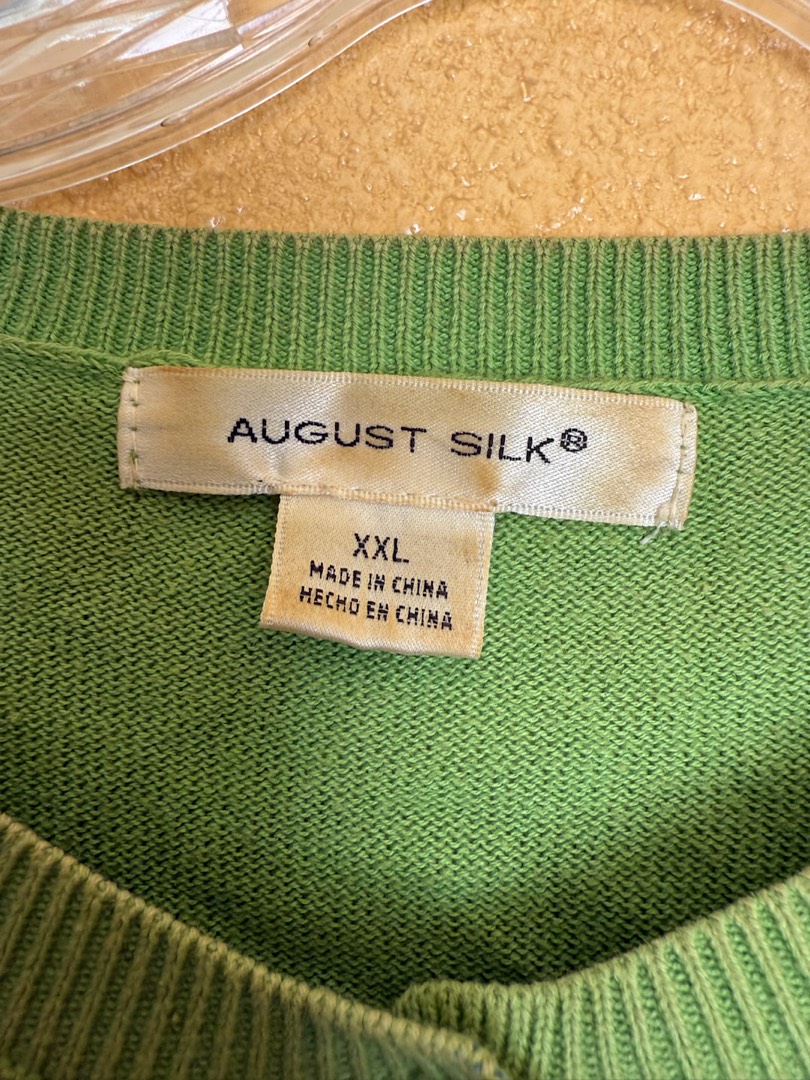 AUGUST SILK®
XXL
MADE IN CHINA
HECHO EN CHINA